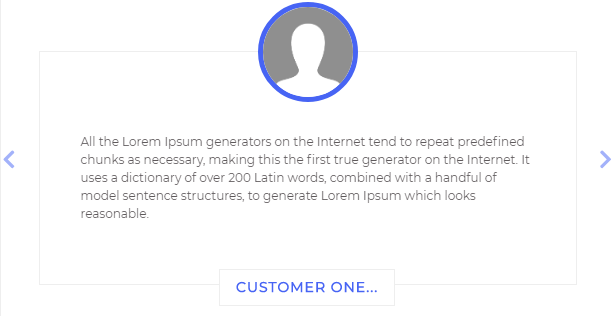 All the Lorem Ipsum generators on the Internet tend to repeat predefined
chunks as necessary, making this the first true generator on the Internet. It
uses a dictionary of over 200 Latin words, combined with a handful of
model sentence structures, to generate Lorem Ipsum which looks
reasonable.
CUSTOMER ONE...